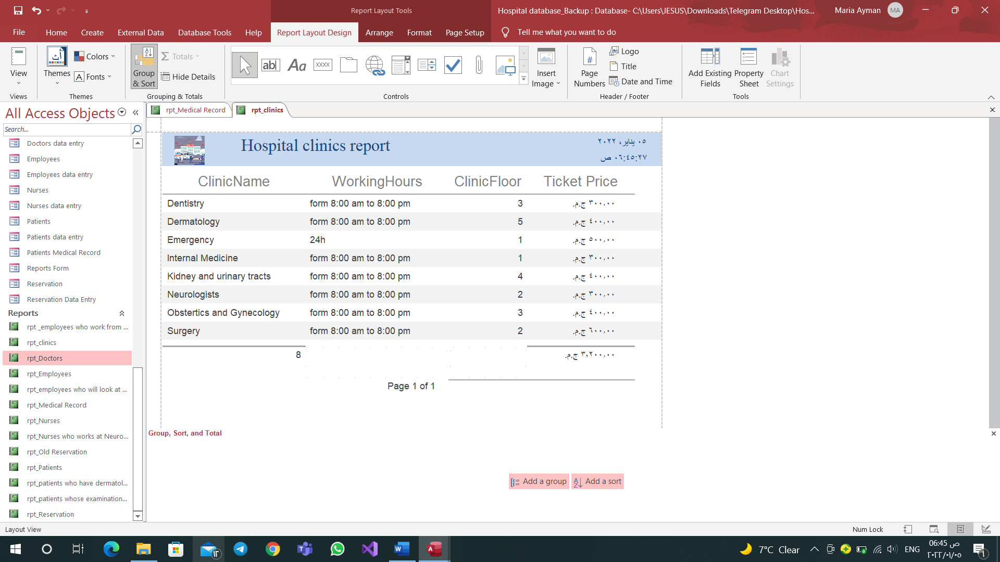 Report Layout Tools
Hospital database_Backup : Database- C:\Users\JESUS\Downloads\Telegram Desktop\Hos...
Maria Ayman
MA
File Home Create External Data Database Tools Help Report Layout Design Arrange Format Page Setup Tell me what you want to do
View
Views
Themes
Colors
Fonts
Themes
Group & Sort
Totals
Hide Details
Grouping & Totals
ab
Aa
XXXX
Controls
Insert Image
Page Numbers
Logo
Title
Date and Time
Header / Footer
Add Existing Fields
Property Sheet
Chart Settings
Tools
All Access Objects
Search...
Doctors data entry
Employees
Employees data entry
Nurses
Nurses data entry
Patients
Patients data entry
Patients Medical Record
Reports Form
Reservation
Reservation Data Entry
Reports
rpt _employees who work from ...
rpt_clinics
rpt_Doctors
rpt_Employees
rpt_employees who will look at ...
rpt_Medical Record
rpt_Nurses
rpt_Nurses who works at Neuro...
rpt_Old Reservation
rpt_Patients
rpt_patients who have dermatol...
rpt_patients whose examination...
rpt_Reservation
rpt_Medical Record
rpt_clinics
Hospital clinics report
٠٥ يناير، ٢٠٢٢
٠٦:٤٥:٢٧ ص
ClinicName WorkingHours ClinicFloor Ticket Price
Dentistry form 8:00 am to 8:00 pm 3 ٣٠٠,٠٠ ج.م.
Dermatology form 8:00 am to 8:00 pm 5 ٤٠٠,٠٠ ج.م.
Emergency 24h 1 ٥٠٠,٠٠ ج.م.
Internal Medicine form 8:00 am to 8:00 pm 1 ٣٠٠,٠٠ ج.م.
Kidney and urinary tracts form 8:00 am to 8:00 pm 4 ٤٠٠,٠٠ ج.م.
Neurologists form 8:00 am to 8:00 pm 2 ٣٠٠,٠٠ ج.م.
Obstertics and Gynecology form 8:00 am to 8:00 pm 3 ٤٠٠,٠٠ ج.م.
Surgery form 8:00 am to 8:00 pm 2 ٦٠٠,٠٠ ج.م.
8 ٣,٢٠٠,٠٠ ج.م.
Page 1 of 1
Group, Sort, and Total
Add a group
Add a sort
Layout View
Num Lock
7°C Clear
ENG
06:45 ص
٢٠٢٢/٠١/٠٥